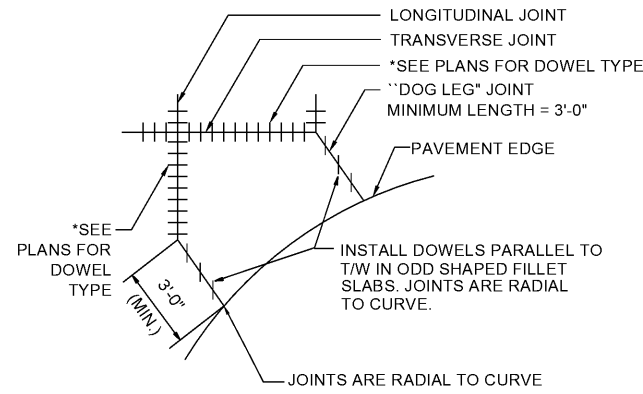 LONGITUDINAL JOINT
TRANSVERSE JOINT
*SEE PLANS FOR DOWEL TYPE
``DOG LEG" JOINT
MINIMUM LENGTH = 3'-0"
PAVEMENT EDGE
*SEE
PLANS FOR
DOWEL
TYPE
INSTALL DOWELS PARALLEL TO
T/W IN ODD SHAPED FILLET
SLABS. JOINTS ARE RADIAL
TO CURVE.
3'-0"
(MIN.)
JOINTS ARE RADIAL TO CURVE